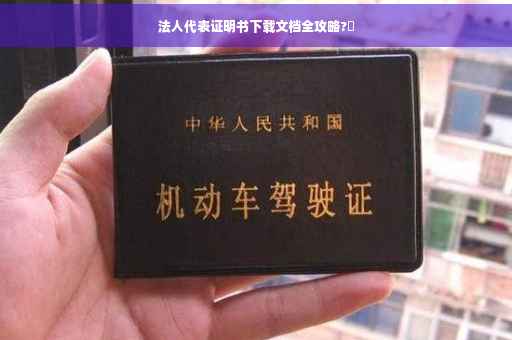 法人代表证明书下载文档全攻略?
中华人民共和国
机动车驾驶证